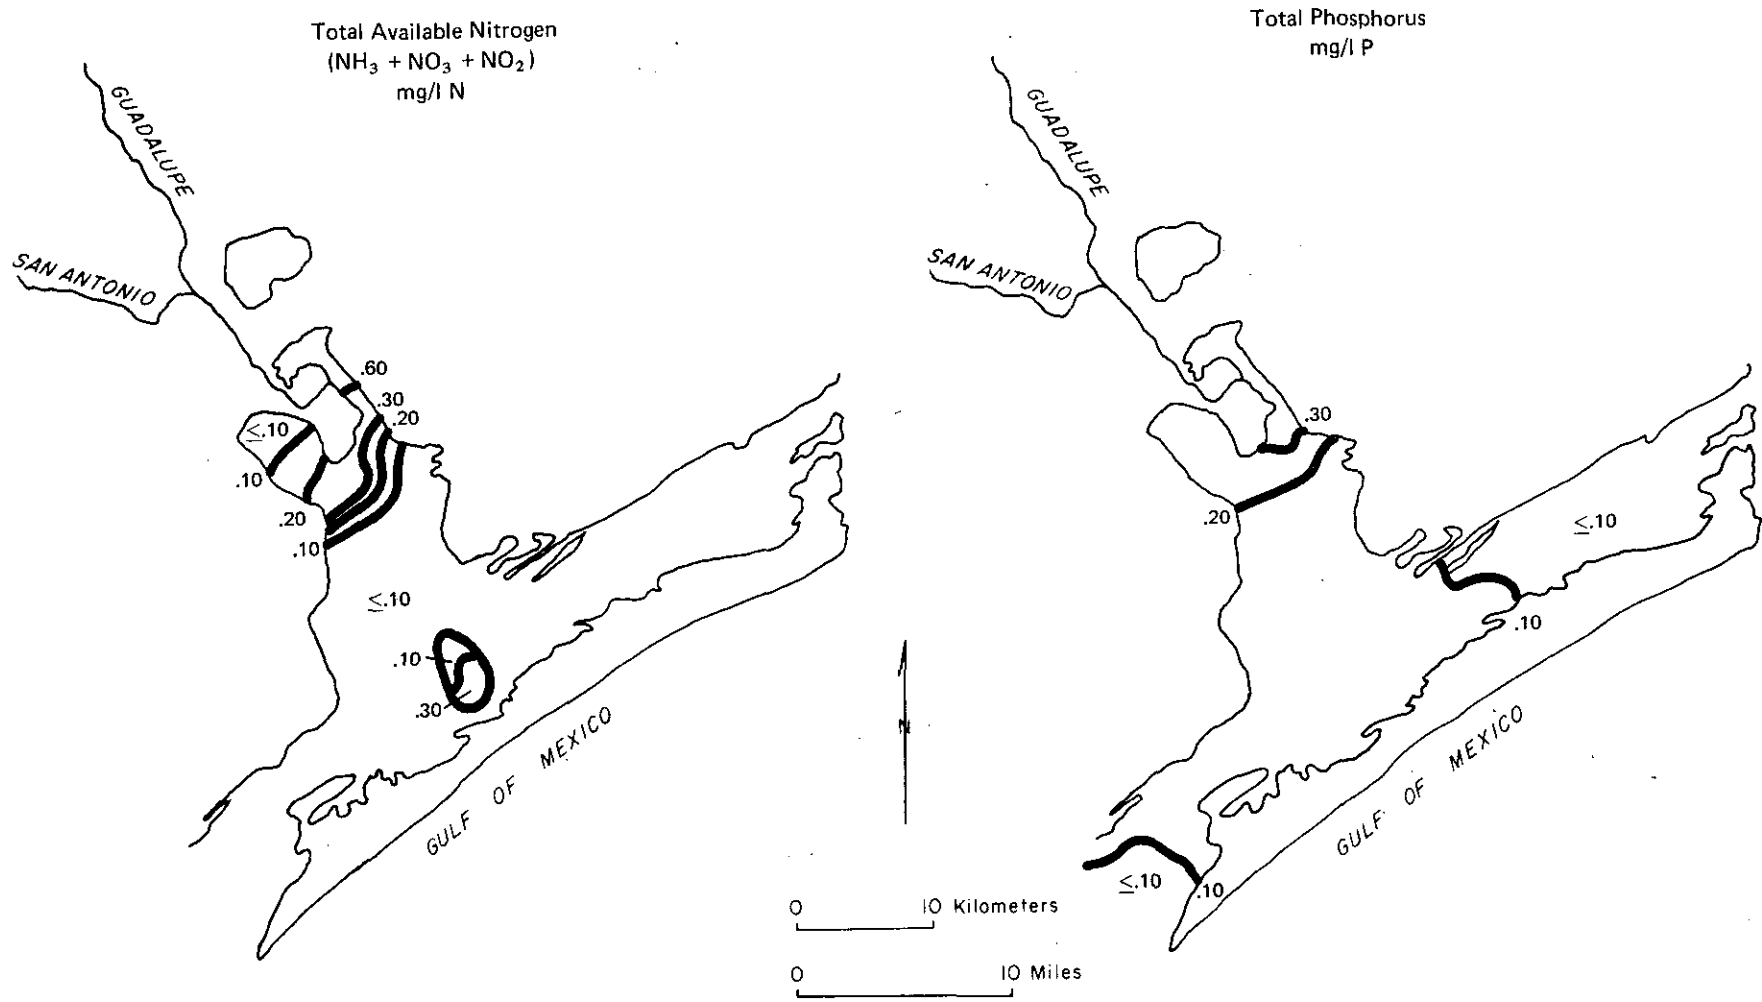 Total Available Nitrogen
(NH₃ + NO₃ + NO₂)
mg/l N
GUADALUPE
SAN ANTONIO
.60
.30
.20
≤.10
.10
.20
.10
≤.10
.10
.30
GULF OF MEXICO
Total Phosphorus
mg/l P
GUADALUPE
SAN ANTONIO
.30
.20
≤.10
.10
GULF OF MEXICO
≤.10
.10
N
0 10 Kilometers
0 10 Miles